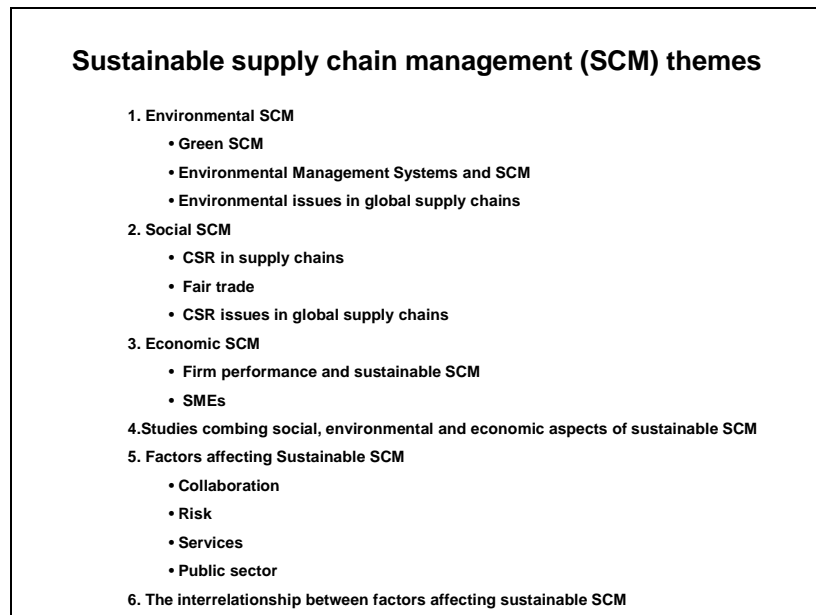 Sustainable supply chain management (SCM) themes
1. Environmental SCM
• Green SCM
• Environmental Management Systems and SCM
• Environmental issues in global supply chains
2. Social SCM
• CSR in supply chains
• Fair trade
• CSR issues in global supply chains
3. Economic SCM
• Firm performance and sustainable SCM
• SMEs
4.Studies combing social, environmental and economic aspects of sustainable SCM
5. Factors affecting Sustainable SCM
• Collaboration
• Risk
• Services
• Public sector
6. The interrelationship between factors affecting sustainable SCM